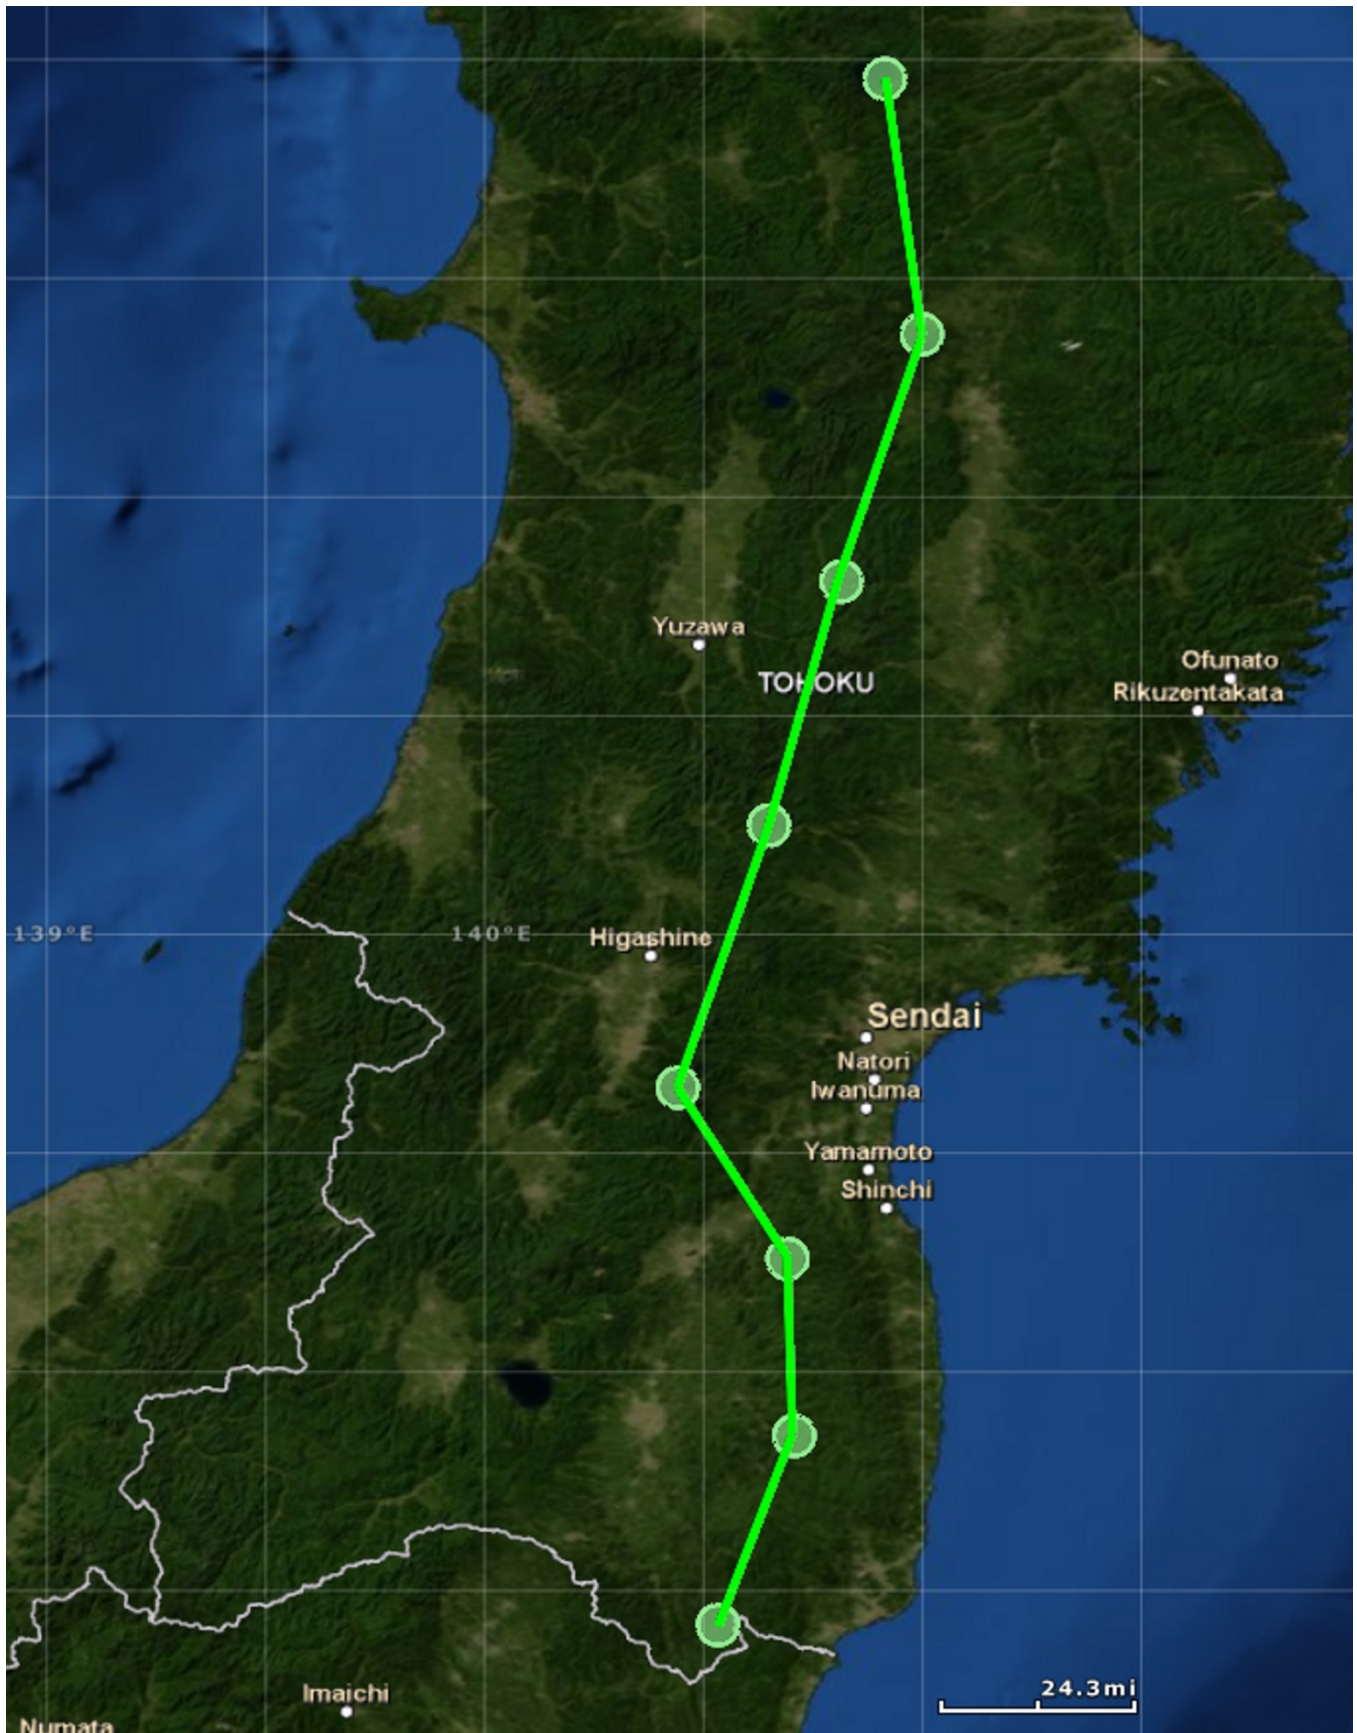 Yuzawa
TOHOKU
Ofunato
Rikuzentakata
139°E
140°E
Higashine
Sendai
Natori
Iwanuma
Yamamoto
Shinchi
24.3mi
Imaichi
Numata